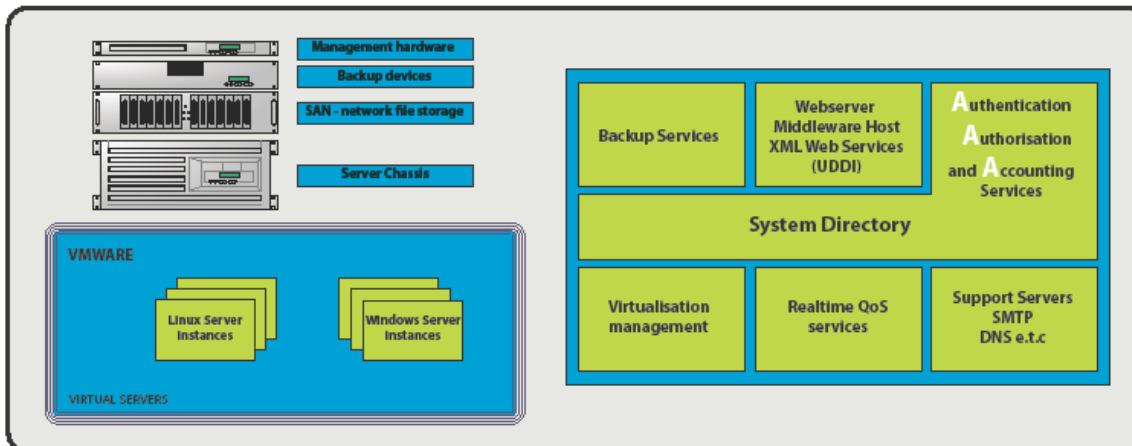 Management hardware
Backup devices
SAN - network file storage
Server Chassis
VMWARE
Linux Server
Instances
Windows Server
Instances
VIRTUAL SERVERS
Backup Services
Webserver
Middleware Host
XML Web Services
(UDDI)
Authentication
Authorisation
and Accounting
Services
System Directory
Virtualisation
management
Realtime QoS
services
Support Servers
SMTP
DNS e.t.c